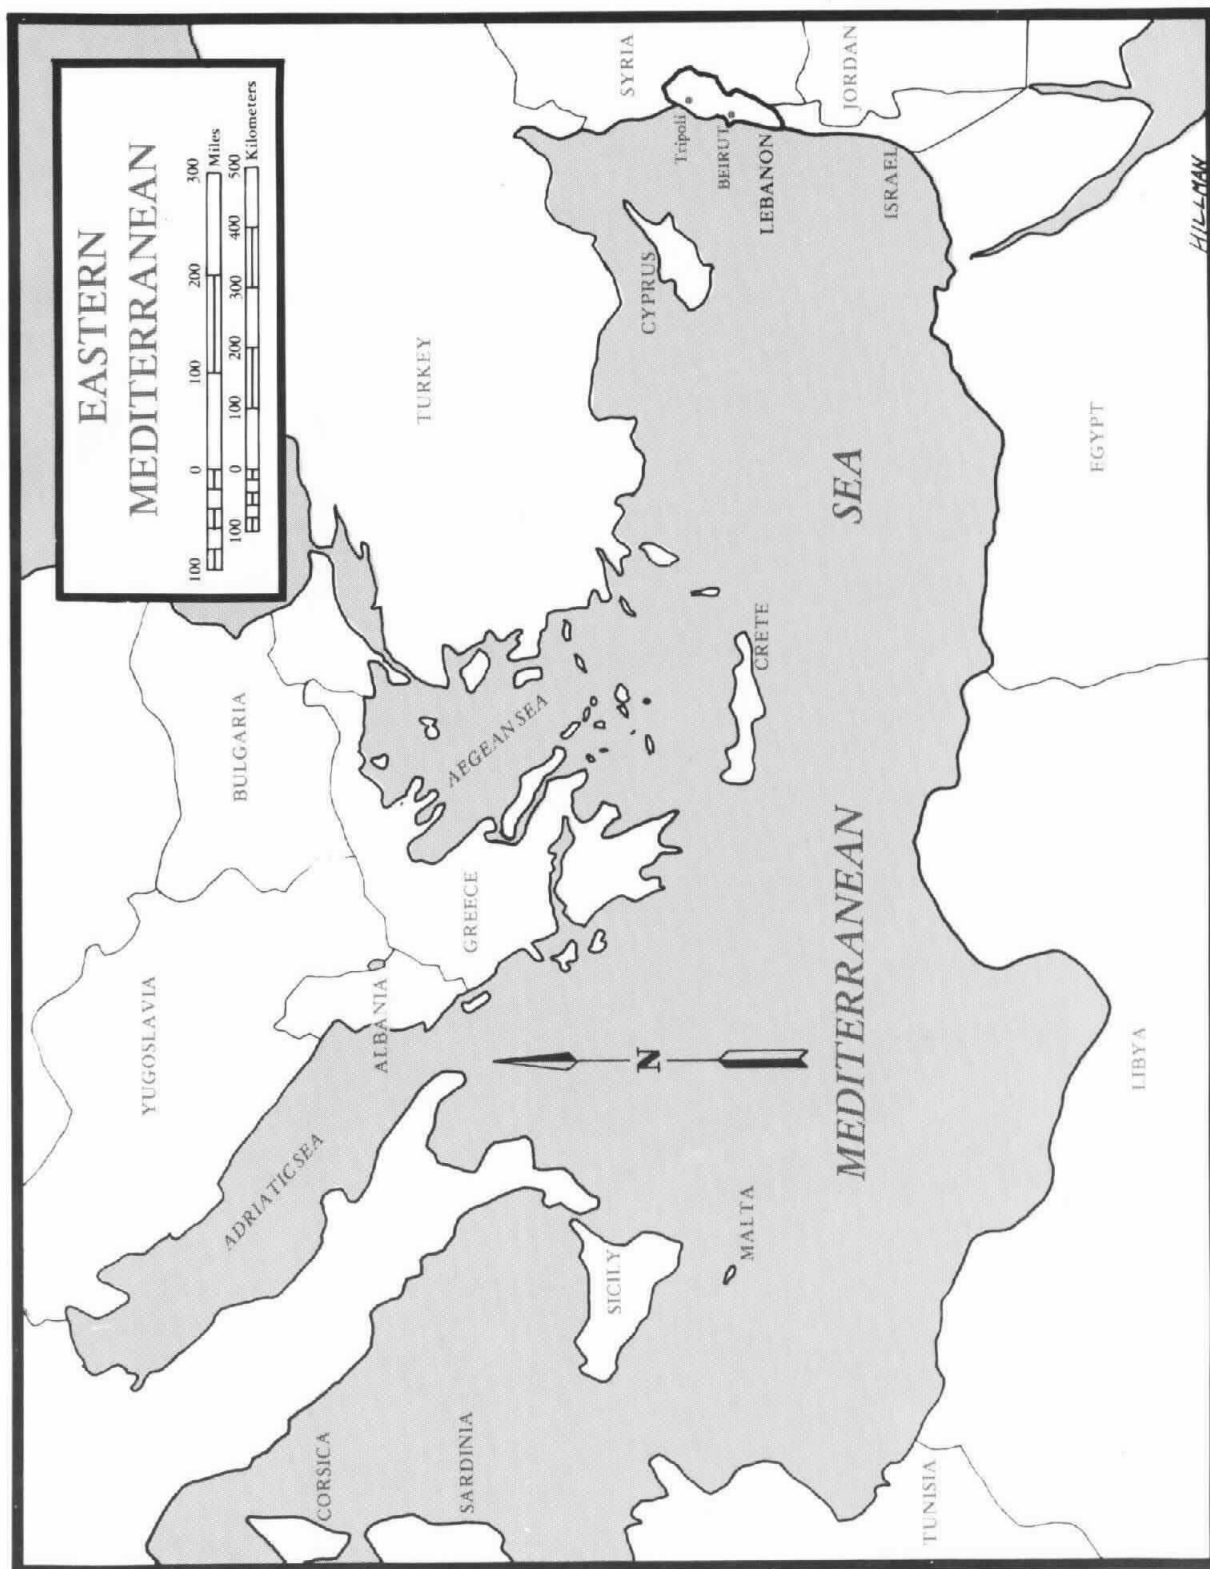 EASTERN
MEDITERRANEAN
100 0 100 200 300
Miles
100 0 100 200 300 400 500
Kilometers
YUGOSLAVIA
BULGARIA
ADRIATIC SEA
ALBANIA
GREECE
AEGEAN SEA
TURKEY
CORSICA
SARDINIA
SICILY
MALTA
N
CRETE
CYPRUS
SYRIA
Tripoli
BEIRUT
LEBANON
MEDITERRANEAN
SEA
ISRAEL
JORDAN
TUNISIA
LIBYA
EGYPT
HILLMAN